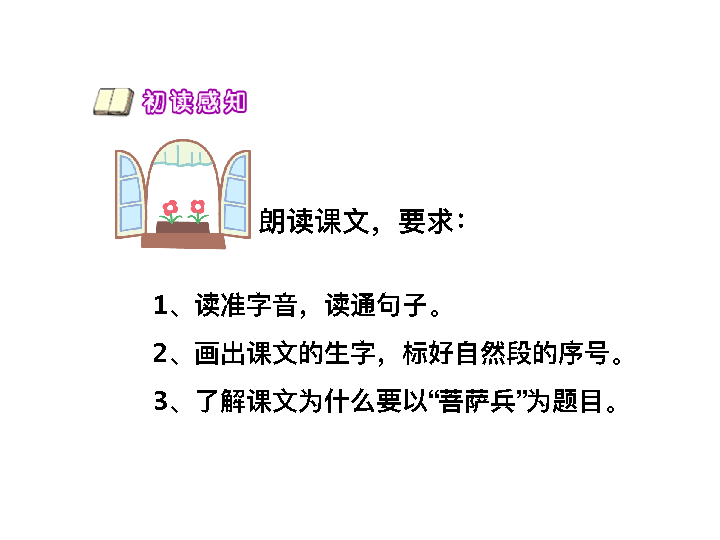 初读感知
朗读课文，要求：
1、读准字音，读通句子。
2、画出课文的生字，标好自然段的序号。
3、了解课文为什么要以“菩萨兵”为题目。